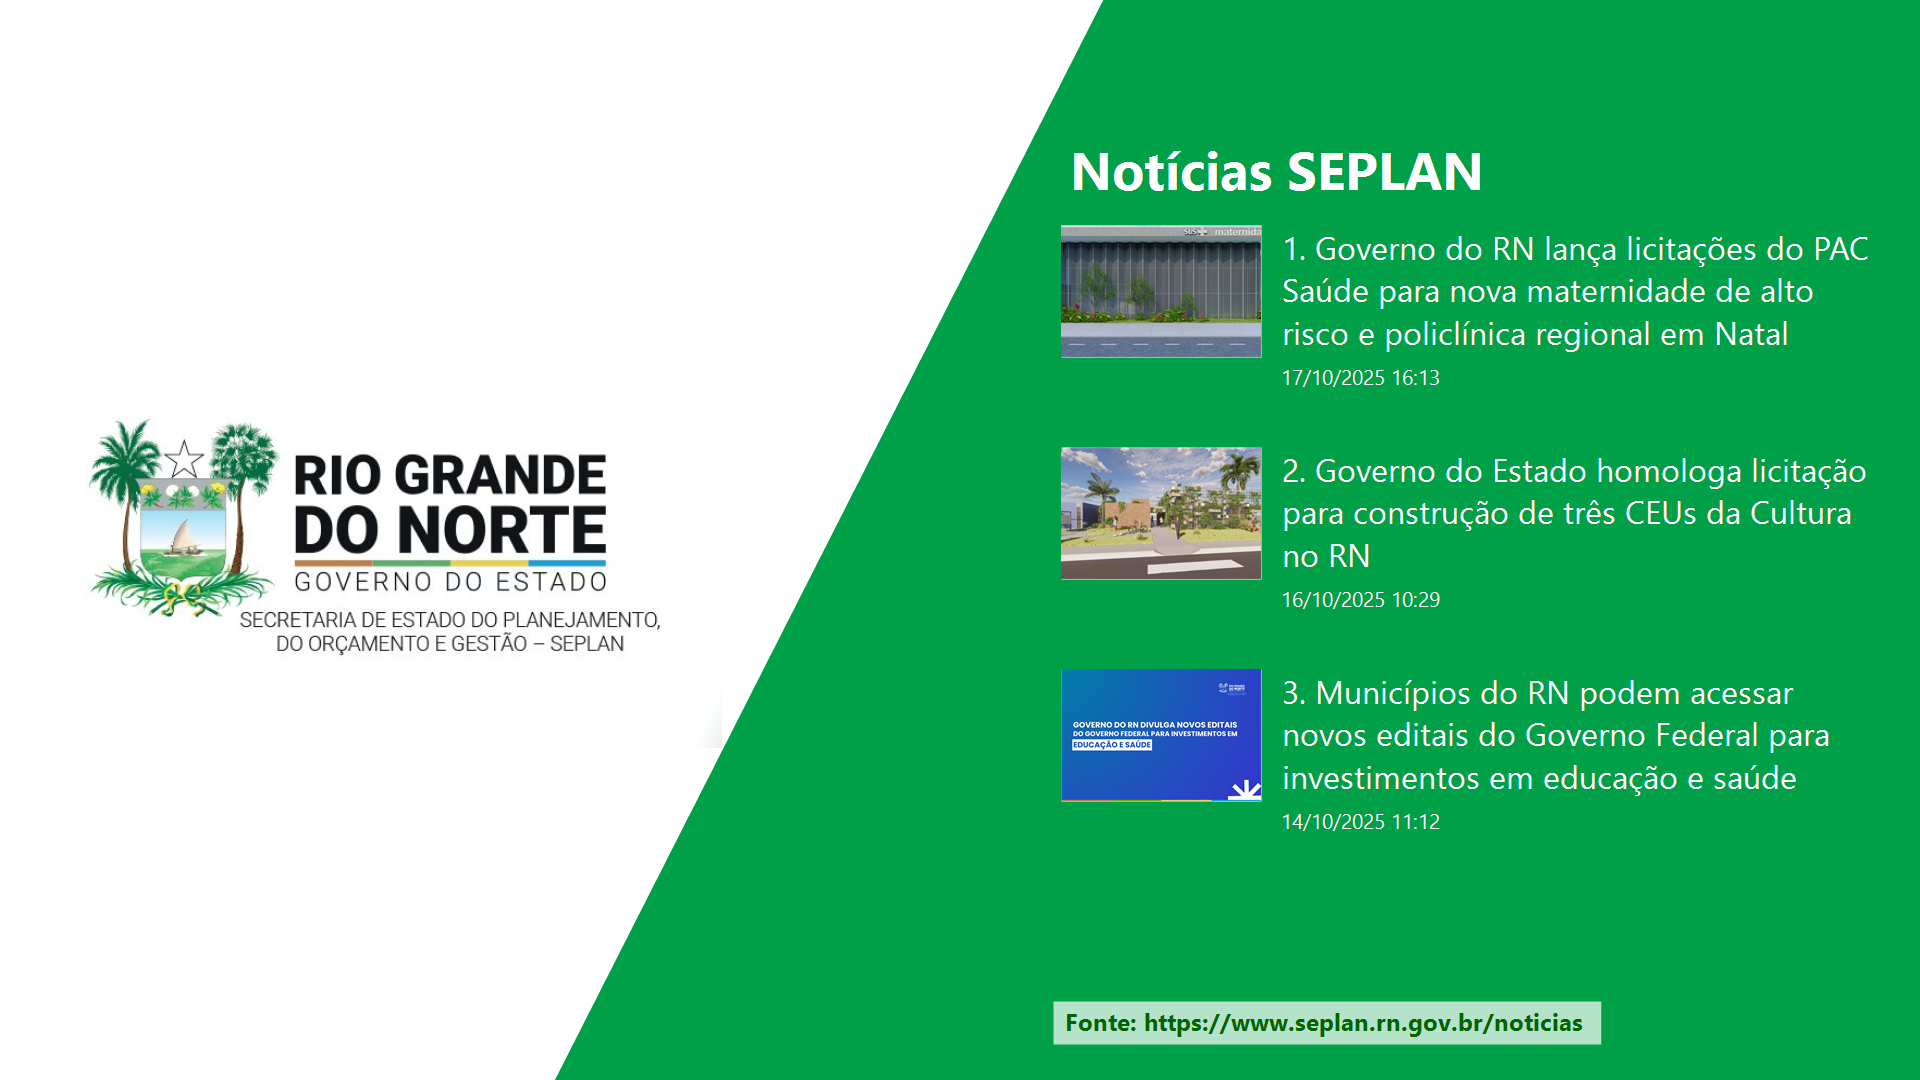 RIO GRANDE
DO NORTE
GOVERNO DO ESTADO
SECRETARIA DE ESTADO DO PLANEJAMENTO,
DO ORÇAMENTO E GESTÃO – SEPLAN
Notícias SEPLAN
SUS maternida
1. Governo do RN lança licitações do PAC
Saúde para nova maternidade de alto
risco e policlínica regional em Natal
17/10/2025 16:13
2. Governo do Estado homologa licitação
para construção de três CEUs da Cultura
no RN
16/10/2025 10:29
RIO GRANDE
DO NORTE
GOVERNO DO RN DIVULGA NOVOS EDITAIS
DO GOVERNO FEDERAL PARA INVESTIMENTOS EM
EDUCAÇÃO E SAÚDE
3. Municípios do RN podem acessar
novos editais do Governo Federal para
investimentos em educação e saúde
14/10/2025 11:12
Fonte: https://www.seplan.rn.gov.br/noticias